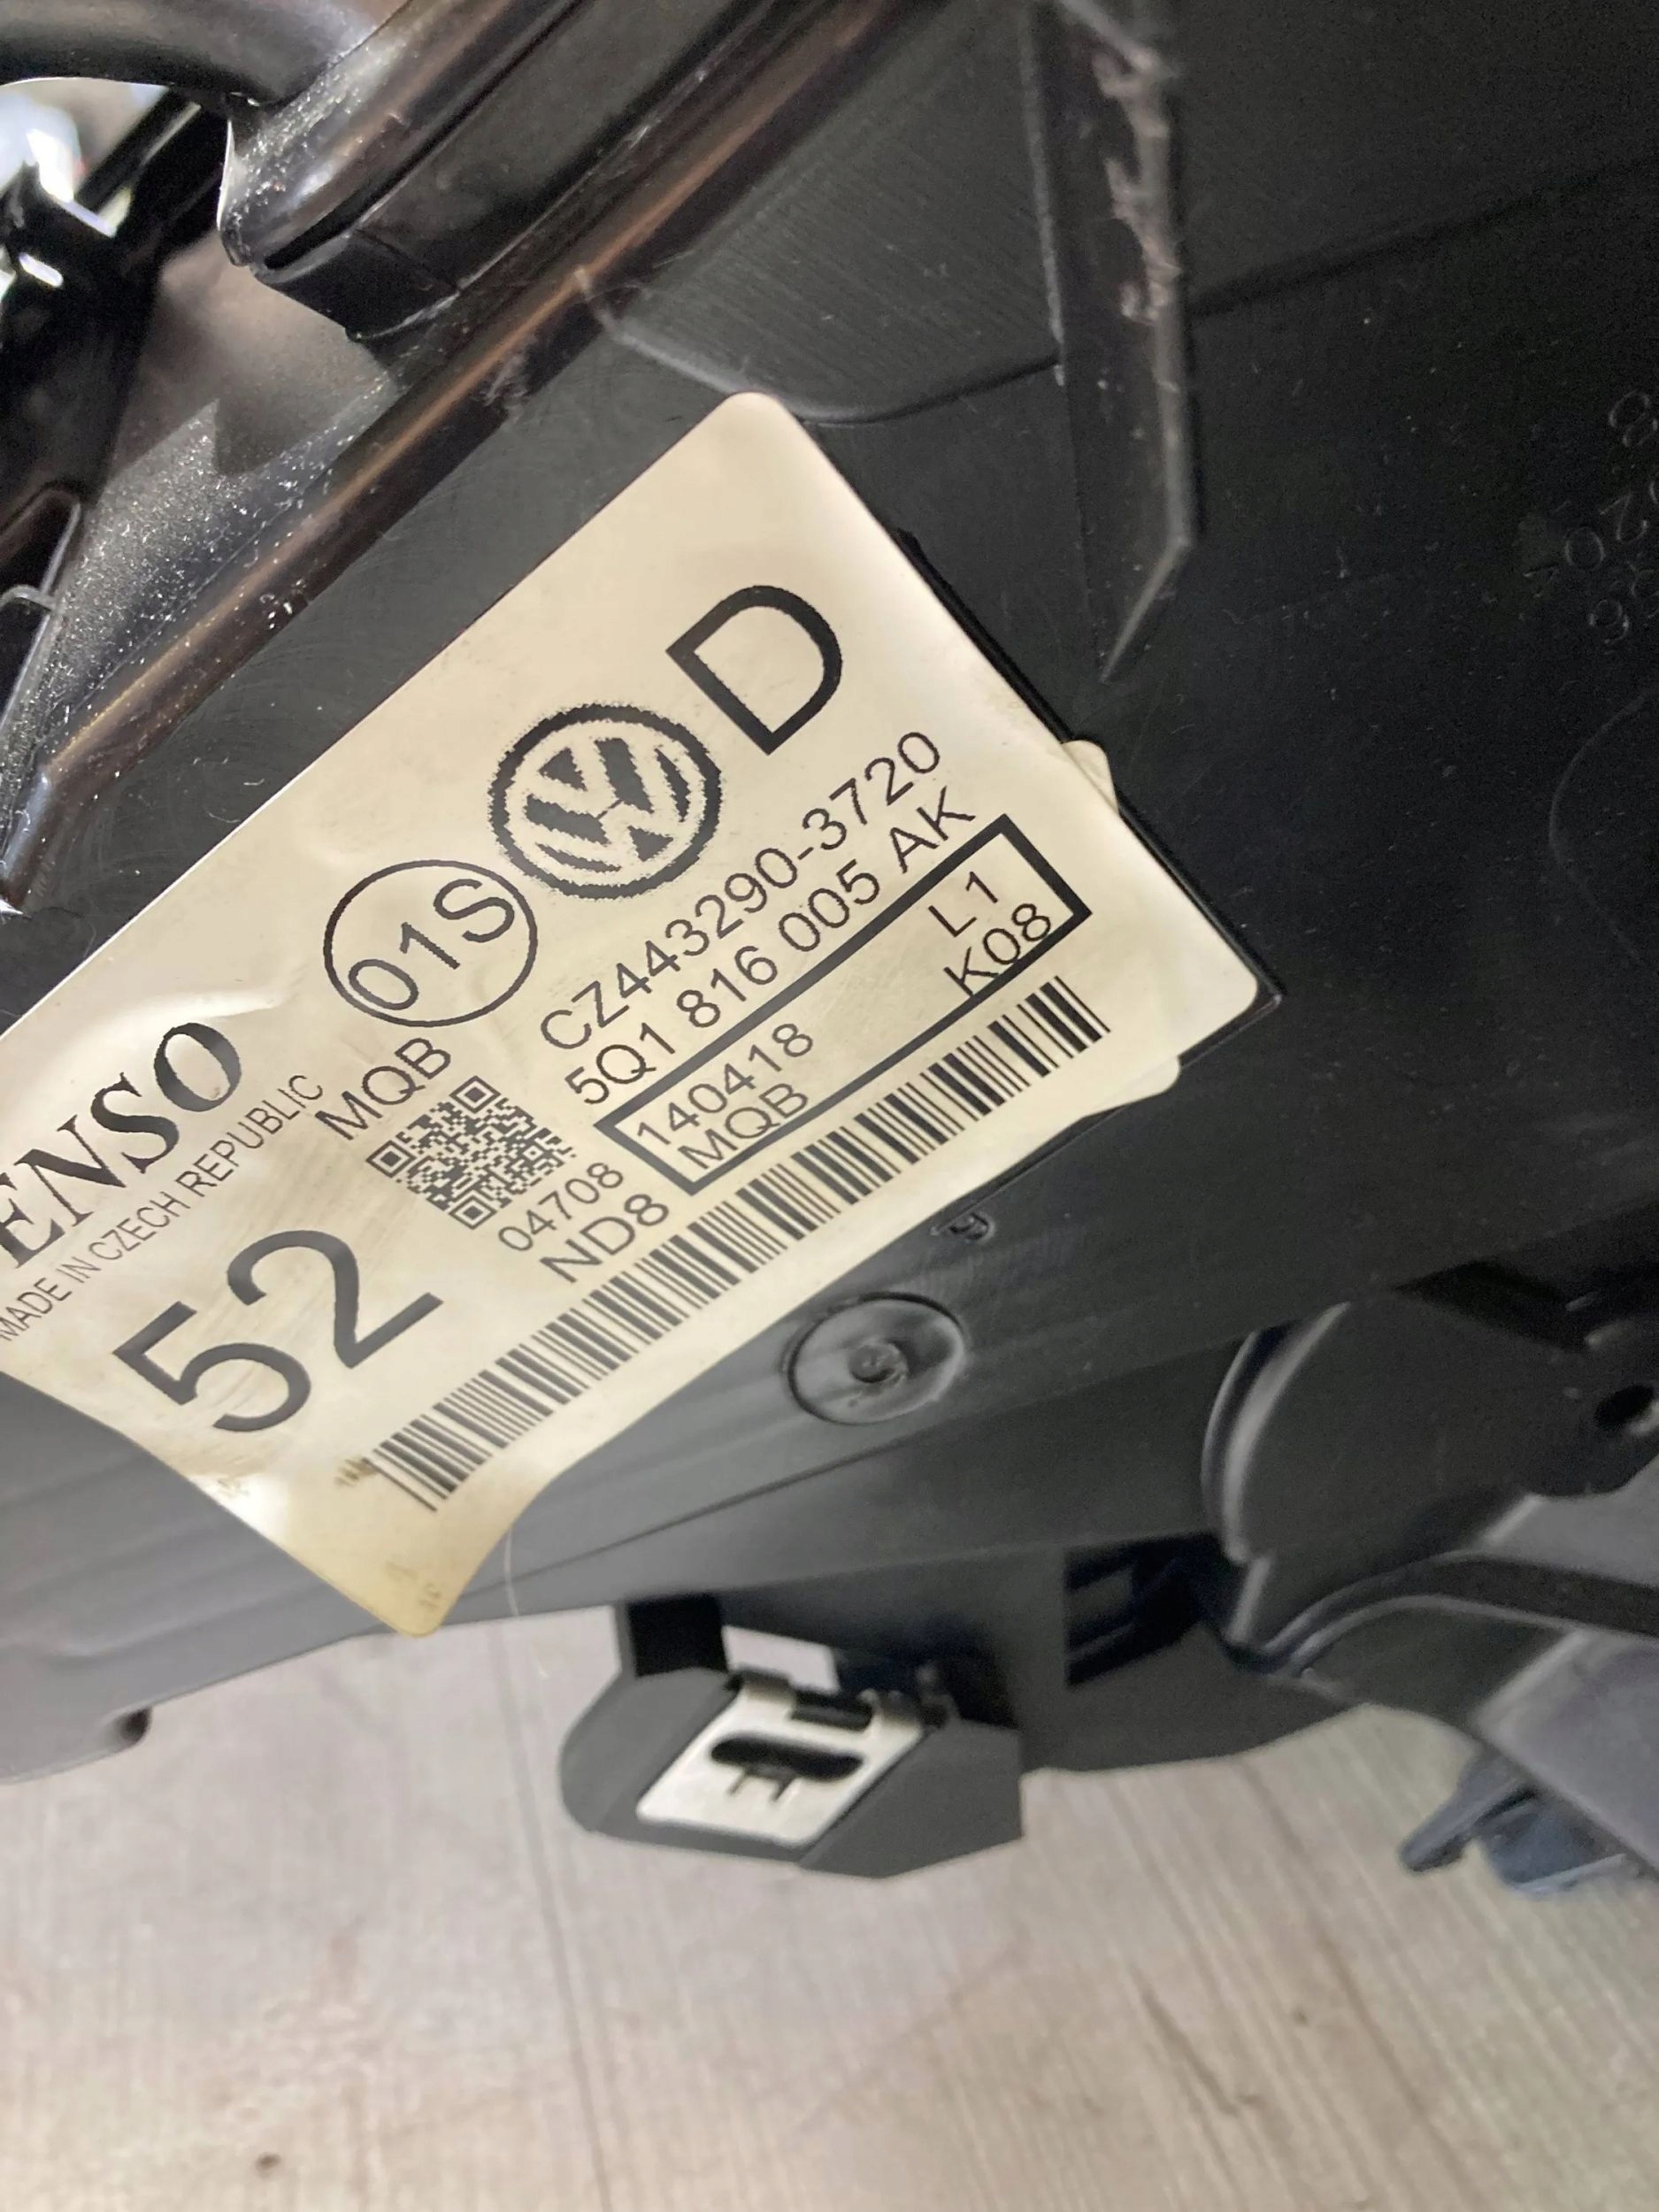 ENSO
MADE IN CZECH REPUBLIC
01S
D
MQB
CZ443290-3720
5Q1 816 005 AK
140418 L1
MQB K08
04708
ND8
52